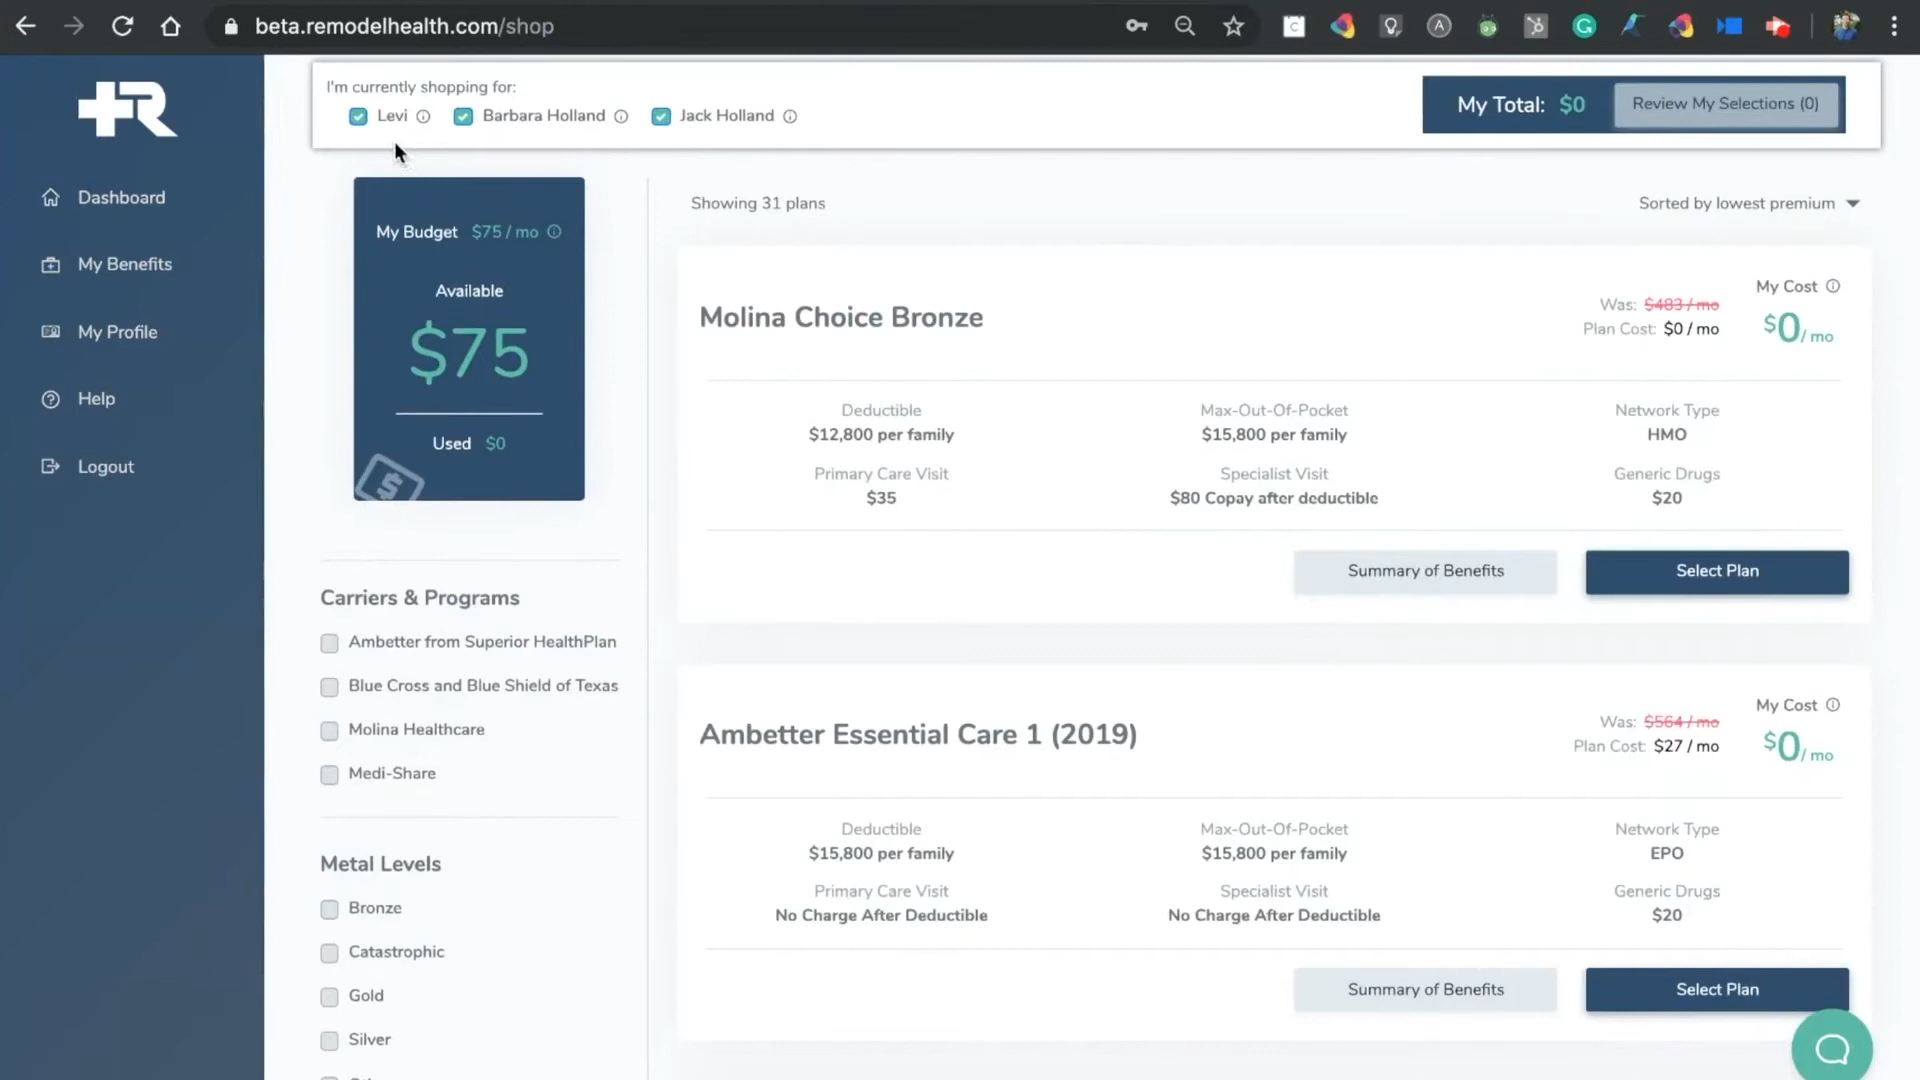 beta.remodelhealth.com/shop
I'm currently shopping for:
Levi
Barbara Holland
Jack Holland
My Total: $0
Review My Selections (0)
Dashboard
My Benefits
My Profile
Help
Logout
My Budget $75 / mo
Available
$75
Used $0
Carriers & Programs
Ambetter from Superior HealthPlan
Blue Cross and Blue Shield of Texas
Molina Healthcare
Medi-Share
Metal Levels
Bronze
Catastrophic
Gold
Silver
Showing 31 plans
Sorted by lowest premium
Molina Choice Bronze
Was: $483 / mo
Plan Cost: $0 / mo
My Cost
$0 / mo
Deductible
$12,800 per family
Max-Out-Of-Pocket
$15,800 per family
Network Type
HMO
Primary Care Visit
$35
Specialist Visit
$80 Copay after deductible
Generic Drugs
$20
Summary of Benefits
Select Plan
Ambetter Essential Care 1 (2019)
Was: $564 / mo
Plan Cost: $27 / mo
My Cost
$0 / mo
Deductible
$15,800 per family
Max-Out-Of-Pocket
$15,800 per family
Network Type
EPO
Primary Care Visit
No Charge After Deductible
Specialist Visit
No Charge After Deductible
Generic Drugs
$20
Summary of Benefits
Select Plan